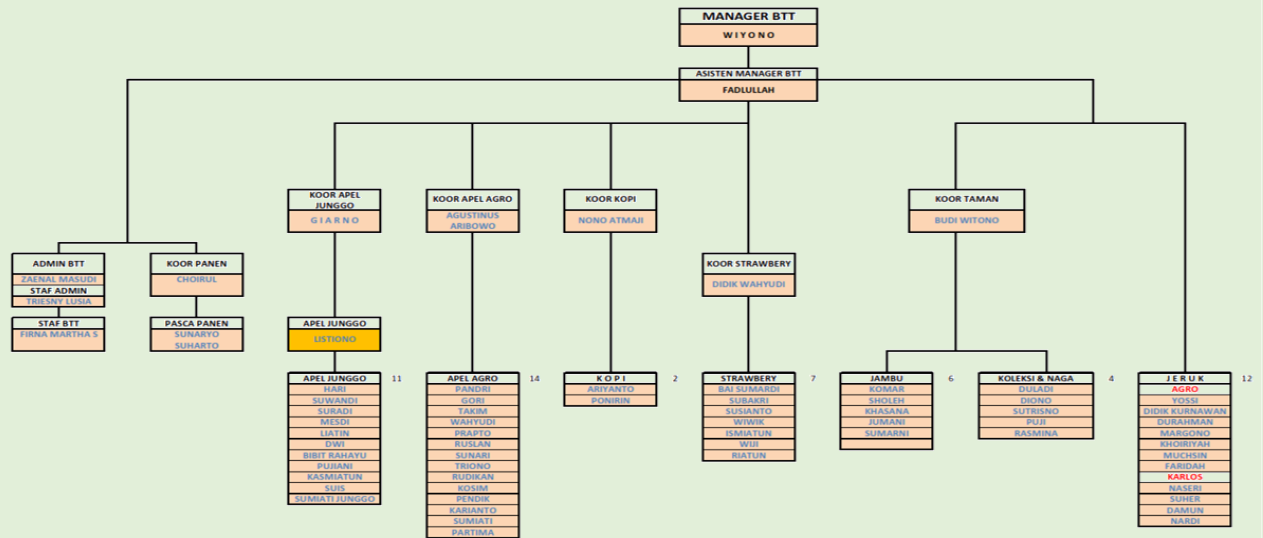 MANAGER BTT
W I Y O N O
ASISTEN MANAGER BTT
FADLULLAH
KOOR APEL
JUNGGO
G I A R N O
KOOR APEL AGRO
AGUSTINUS
ARIBOWO
KOOR KOPI
NONO ATMAJI
KOOR TAMAN
BUDI WITONO
ADMIN BTT
ZAENAL MASUDI
STAF ADMIN
TRIESNY LUSIA
STAF BTT
FIRNA MARTHA S
KOOR PANEN
CHOIRUL
PASCA PANEN
SUNARYO
SUHARTO
KOOR STRAWBERY
DIDIK WAHYUDI
APEL JUNGGO
LISTIONO
APEL JUNGGO 11
HARI
SUWANDI
SURADI
MESDI
LIATIN
DWI
BIBIT RAHAYU
PUJIANI
KASMIATUN
SUIS
SUMIATI JUNGGO
APEL AGRO 14
PANDRI
GORI
TAKIM
WAHYUDI
PRAPTO
RUSLAN
SUNARI
TRIONO
RUDIKAN
KOSIM
PENDIK
KARIANTO
SUMIATI
PARTIMA
K O P I 2
ARIYANTO
PONIRIN
STRAWBERY 7
BAI SUMARDI
SUBAKRI
SUSIANTO
WIWIK
ISMIATUN
WIJI
RIATUN
JAMBU 6
KOMAR
SHOLEH
KHASANA
JUMANI
SUMARNI
KOLEKSI & NAGA 4
DULADI
DIONO
SUTRISNO
PUJI
RASMINA
J E R U K 12
AGRO
YOSSI
DIDIK KURNAWAN
DURAHMAN
MARGONO
KHOIRIYAH
MUCHSIN
FARIDAH
KARLOS
NASERI
SUHER
DAMUN
NARDI